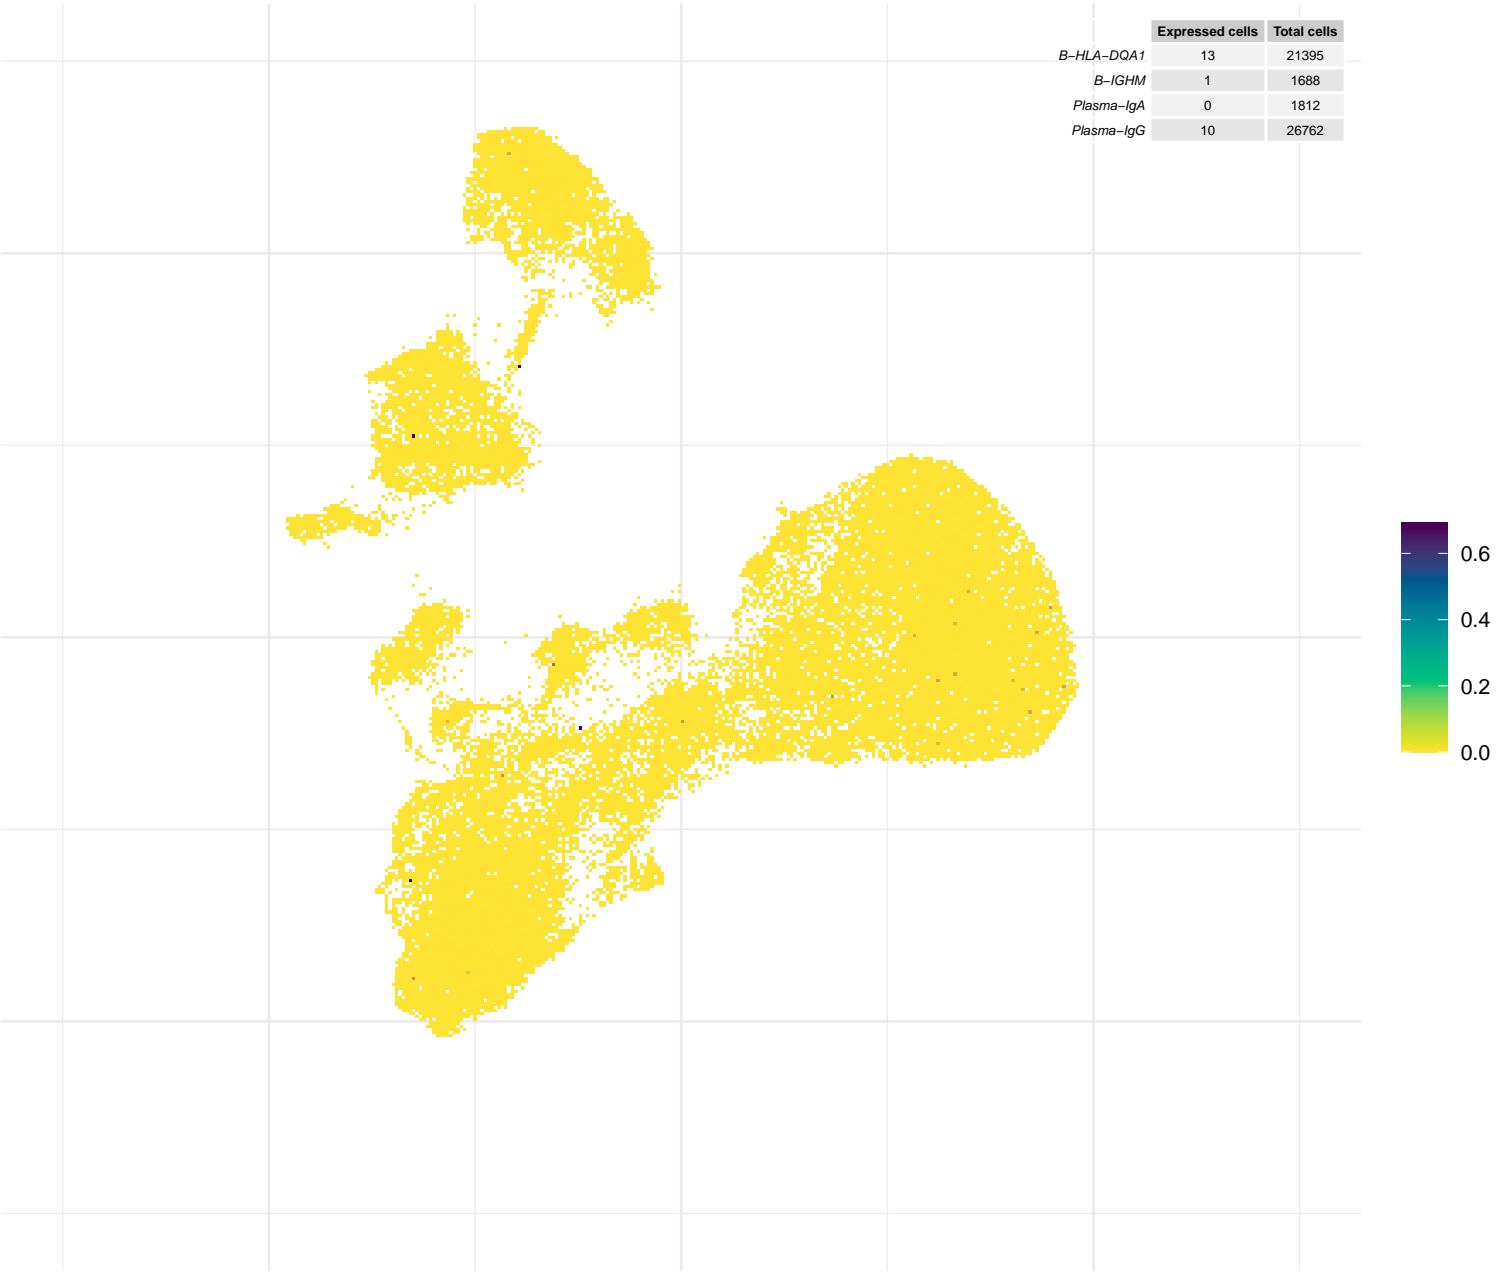 Expressed cells Total cells
B−HLA−DQA1 13 21395
B−IGHM 1 1688
Plasma−IgA 0 1812
Plasma−IgG 10 26762
0.6
0.4
0.2
0.0